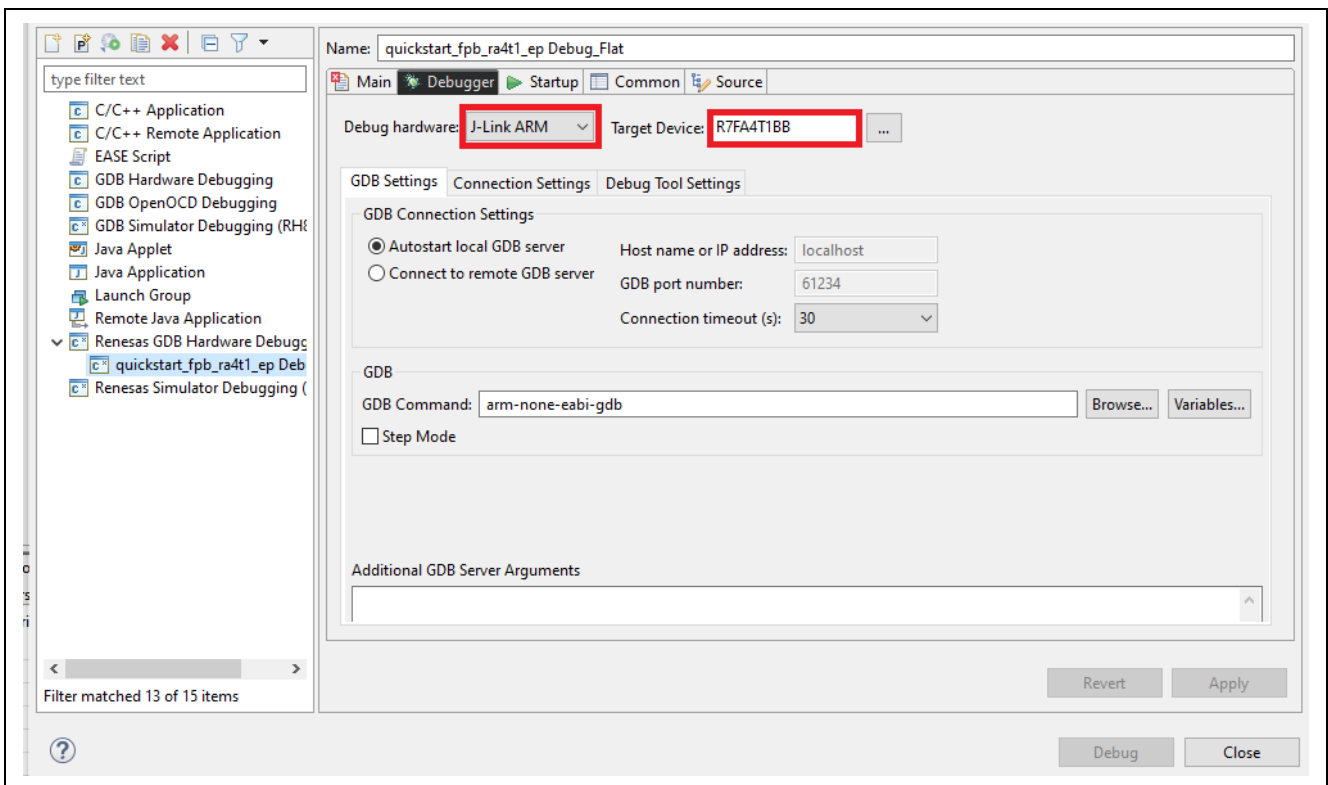 Name: quickstart_fpb_ra4t1_ep Debug_Flat
type filter text
Main Debugger Startup Common Source
C/C++ Application
C/C++ Remote Application
EASE Script
GDB Hardware Debugging
GDB OpenOCD Debugging
GDB Simulator Debugging (RH8
Java Applet
Java Application
Launch Group
Remote Java Application
Renesas GDB Hardware Debugg
quickstart_fpb_ra4t1_ep Deb
Renesas Simulator Debugging (
Filter matched 13 of 15 items
Debug hardware: J-Link ARM Target Device: R7FA4T1BB ...
GDB Settings Connection Settings Debug Tool Settings
GDB Connection Settings
Autostart local GDB server
Connect to remote GDB server
Host name or IP address: localhost
GDB port number: 61234
Connection timeout (s): 30
GDB
GDB Command: arm-none-eabi-gdb Browse... Variables...
Step Mode
Additional GDB Server Arguments
Revert Apply
Debug Close